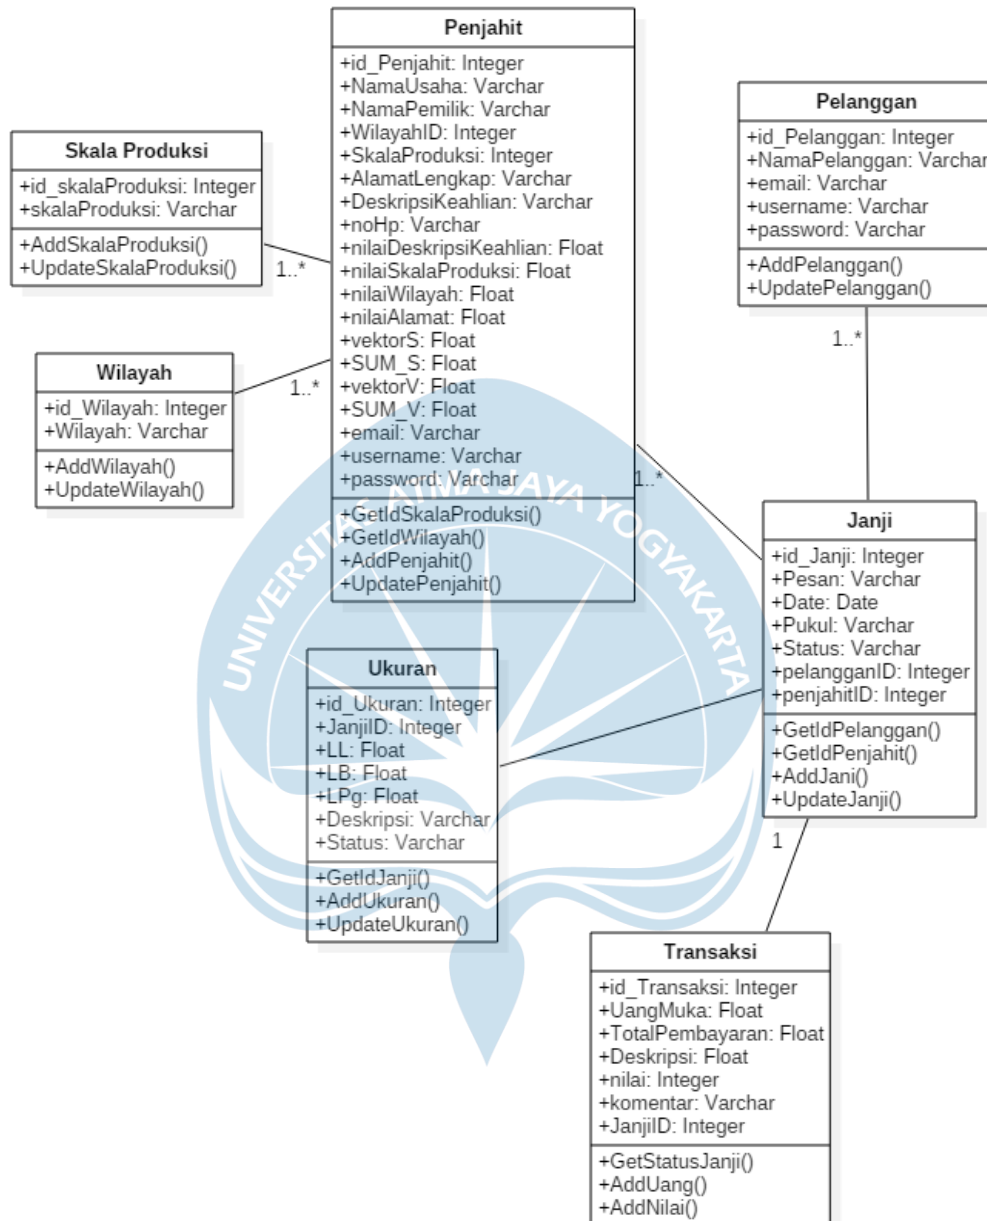 Penjahit
+id_Penjahit: Integer
+NamaUsaha: Varchar
+NamaPemilik: Varchar
+WilayahID: Integer
+SkalaProduksi: Integer
+AlamatLengkap: Varchar
+DeskripsiKeahlian: Varchar
+noHp: Varchar
+nilaiDeskripsiKeahlian: Float
+nilaiSkalaProduksi: Float
+nilaiWilayah: Float
+nilaiAlamat: Float
+vektorS: Float
+SUM_S: Float
+vektorV: Float
+SUM_V: Float
+email: Varchar
+username: Varchar
+password: Varchar
+GetIdSkalaProduksi()
+GetIdWilayah()
+AddPenjahit()
+UpdatePenjahit()
Pelanggan
+id_Pelanggan: Integer
+NamaPelanggan: Varchar
+email: Varchar
+username: Varchar
+password: Varchar
+AddPelanggan()
+UpdatePelanggan()
Skala Produksi
+id_skalaProduksi: Integer
+skalaProduksi: Varchar
+AddSkalaProduksi()
+UpdateSkalaProduksi()
1..*
Wilayah
+id_Wilayah: Integer
+Wilayah: Varchar
+AddWilayah()
+UpdateWilayah()
1..*
1..*
1..*
UNIVERSITAS ATMA JAYA YOGYAKARTA
Janji
+id_Janji: Integer
+Pesan: Varchar
+Date: Date
+Pukul: Varchar
+Status: Varchar
+pelangganID: Integer
+penjahitID: Integer
+GetIdPelanggan()
+GetIdPenjahit()
+AddJani()
+UpdateJanji()
1
Ukuran
+id_Ukuran: Integer
+JanjiID: Integer
+LL: Float
+LB: Float
+LPg: Float
+Deskripsi: Varchar
+Status: Varchar
+GetIdJanji()
+AddUkuran()
+UpdateUkuran()
Transaksi
+id_Transaksi: Integer
+UangMuka: Float
+TotalPembayaran: Float
+Deskripsi: Float
+nilai: Integer
+komentar: Varchar
+JanjiID: Integer
+GetStatusJanji()
+AddUang()
+AddNilai()